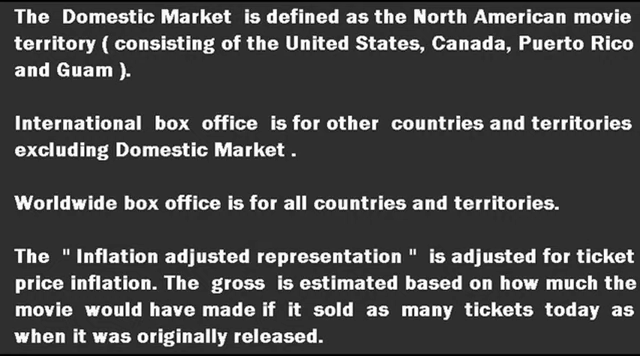 The Domestic Market is defined as the North American movie
territory ( consisting of the United States, Canada, Puerto Rico
and Guam ).
International box office is for other countries and territories
excluding Domestic Market .
Worldwide box office is for all countries and territories.
The " Inflation adjusted representation " is adjusted for ticket
price inflation. The gross is estimated based on how much the
movie would have made if it sold as many tickets today as
when it was originally released.